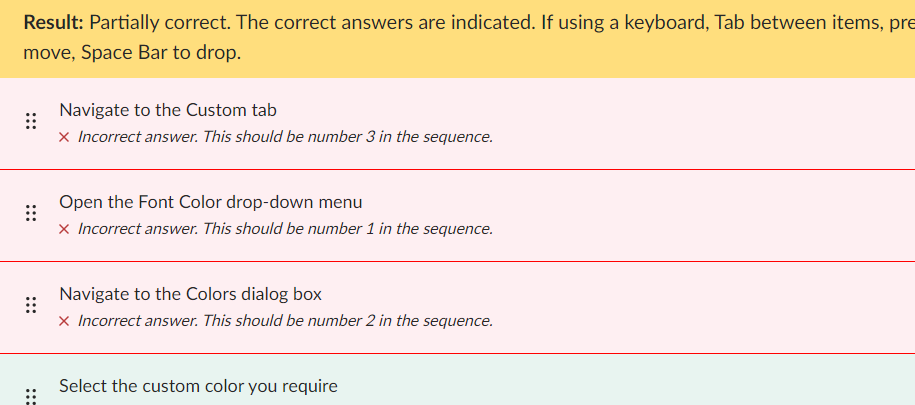 Result: Partially correct. The correct answers are indicated. If using a keyboard, Tab between items,
move, Space Bar to drop.
Navigate to the Custom tab
× Incorrect answer. This should be number 3 in the sequence.
Open the Font Color drop-down menu
× Incorrect answer. This should be number 1 in the sequence.
Navigate to the Colors dialog box
× Incorrect answer. This should be number 2 in the sequence.
Select the custom color you require